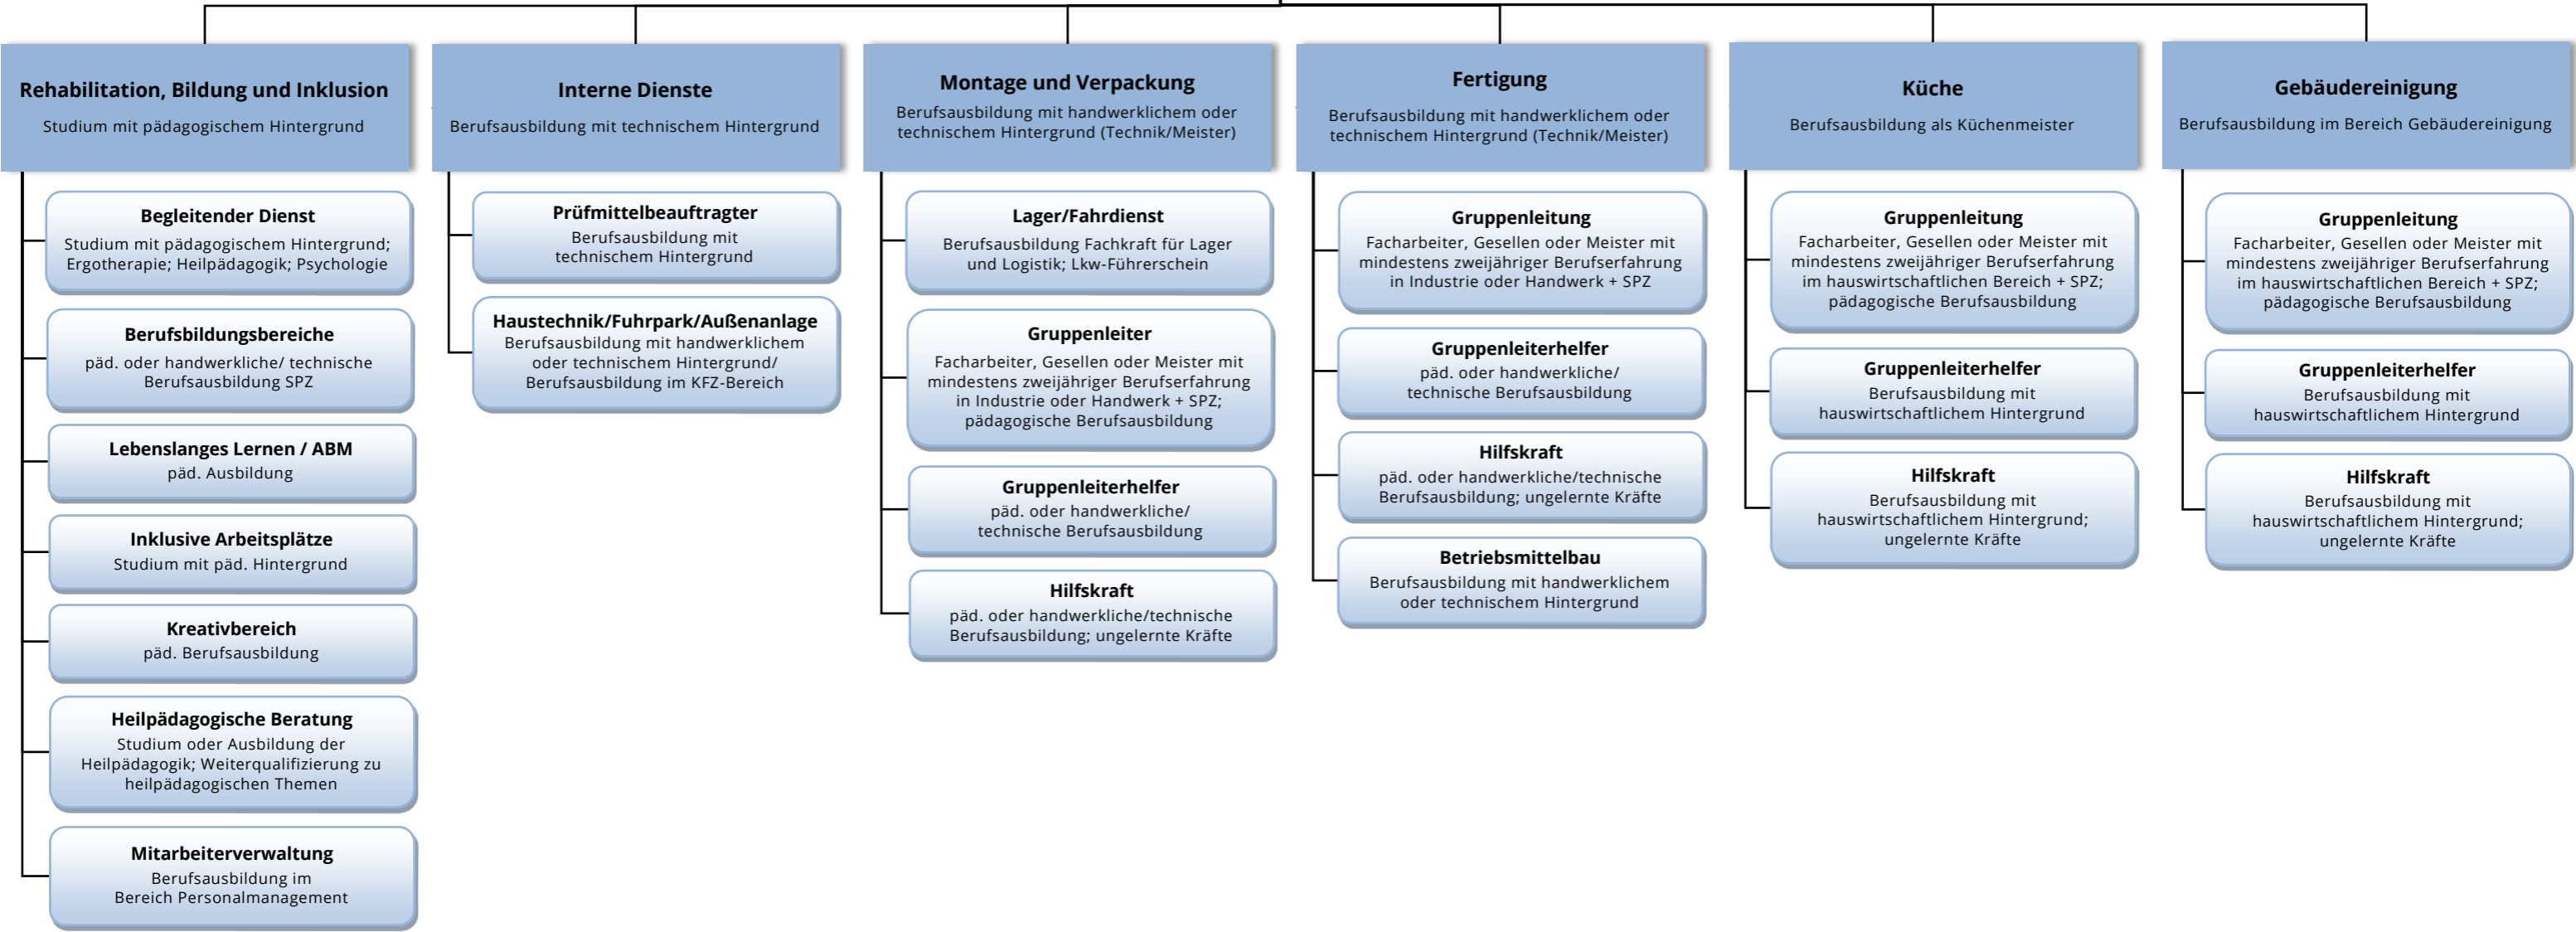 Rehabilitation, Bildung und Inklusion
Studium mit pädagogischem Hintergrund
Begleitender Dienst
Studium mit pädagogischem Hintergrund;
Ergotherapie; Heilpädagogik; Psychologie
Berufsbildungsbereiche
päd. oder handwerkliche/ technische
Berufsausbildung SPZ
Lebenslanges Lernen / ABM
päd. Ausbildung
Inklusive Arbeitsplätze
Studium mit päd. Hintergrund
Kreativbereich
päd. Berufsausbildung
Heilpädagogische Beratung
Studium oder Ausbildung der
Heilpädagogik; Weiterqualifizierung zu
heilpädagogischen Themen
Mitarbeiterverwaltung
Berufsausbildung im
Bereich Personalmanagement
Interne Dienste
Berufsausbildung mit technischem Hintergrund
Prüfmittelbeauftragter
Berufsausbildung mit
technischem Hintergrund
Haustechnik/Fuhrpark/Außenanlage
Berufsausbildung mit handwerklichem
oder technischem Hintergrund/
Berufsausbildung im KFZ-Bereich
Montage und Verpackung
Berufsausbildung mit handwerklichem oder
technischem Hintergrund (Technik/Meister)
Lager/Fahrdienst
Berufsausbildung Fachkraft für Lager
und Logistik; Lkw-Führerschein
Gruppenleiter
Facharbeiter, Gesellen oder Meister mit
mindestens zweijähriger Berufserfahrung
in Industrie oder Handwerk + SPZ;
pädagogische Berufsausbildung
Gruppenleiterhelfer
päd. oder handwerkliche/
technische Berufsausbildung
Hilfskraft
päd. oder handwerkliche/technische
Berufsausbildung; ungelernte Kräfte
Fertigung
Berufsausbildung mit handwerklichem oder
technischem Hintergrund (Technik/Meister)
Gruppenleitung
Facharbeiter, Gesellen oder Meister mit
mindestens zweijähriger Berufserfahrung
in Industrie oder Handwerk + SPZ
Gruppenleiterhelfer
päd. oder handwerkliche/
technische Berufsausbildung
Hilfskraft
päd. oder handwerkliche/technische
Berufsausbildung; ungelernte Kräfte
Betriebsmittelbau
Berufsausbildung mit handwerklichem
oder technischem Hintergrund
Küche
Berufsausbildung als Küchenmeister
Gruppenleitung
Facharbeiter, Gesellen oder Meister mit
mindestens zweijähriger Berufserfahrung
im hauswirtschaftlichen Bereich + SPZ;
pädagogische Berufsausbildung
Gruppenleiterhelfer
Berufsausbildung mit
hauswirtschaftlichem Hintergrund
Hilfskraft
Berufsausbildung mit
hauswirtschaftlichem Hintergrund;
ungelernte Kräfte
Gebäudereinigung
Berufsausbildung im Bereich Gebäudereinigung
Gruppenleitung
Facharbeiter, Gesellen oder Meister mit
mindestens zweijähriger Berufserfahrung
im hauswirtschaftlichen Bereich + SPZ;
pädagogische Berufsausbildung
Gruppenleiterhelfer
Berufsausbildung mit
hauswirtschaftlichem Hintergrund
Hilfskraft
Berufsausbildung mit
hauswirtschaftlichem Hintergrund;
ungelernte Kräfte